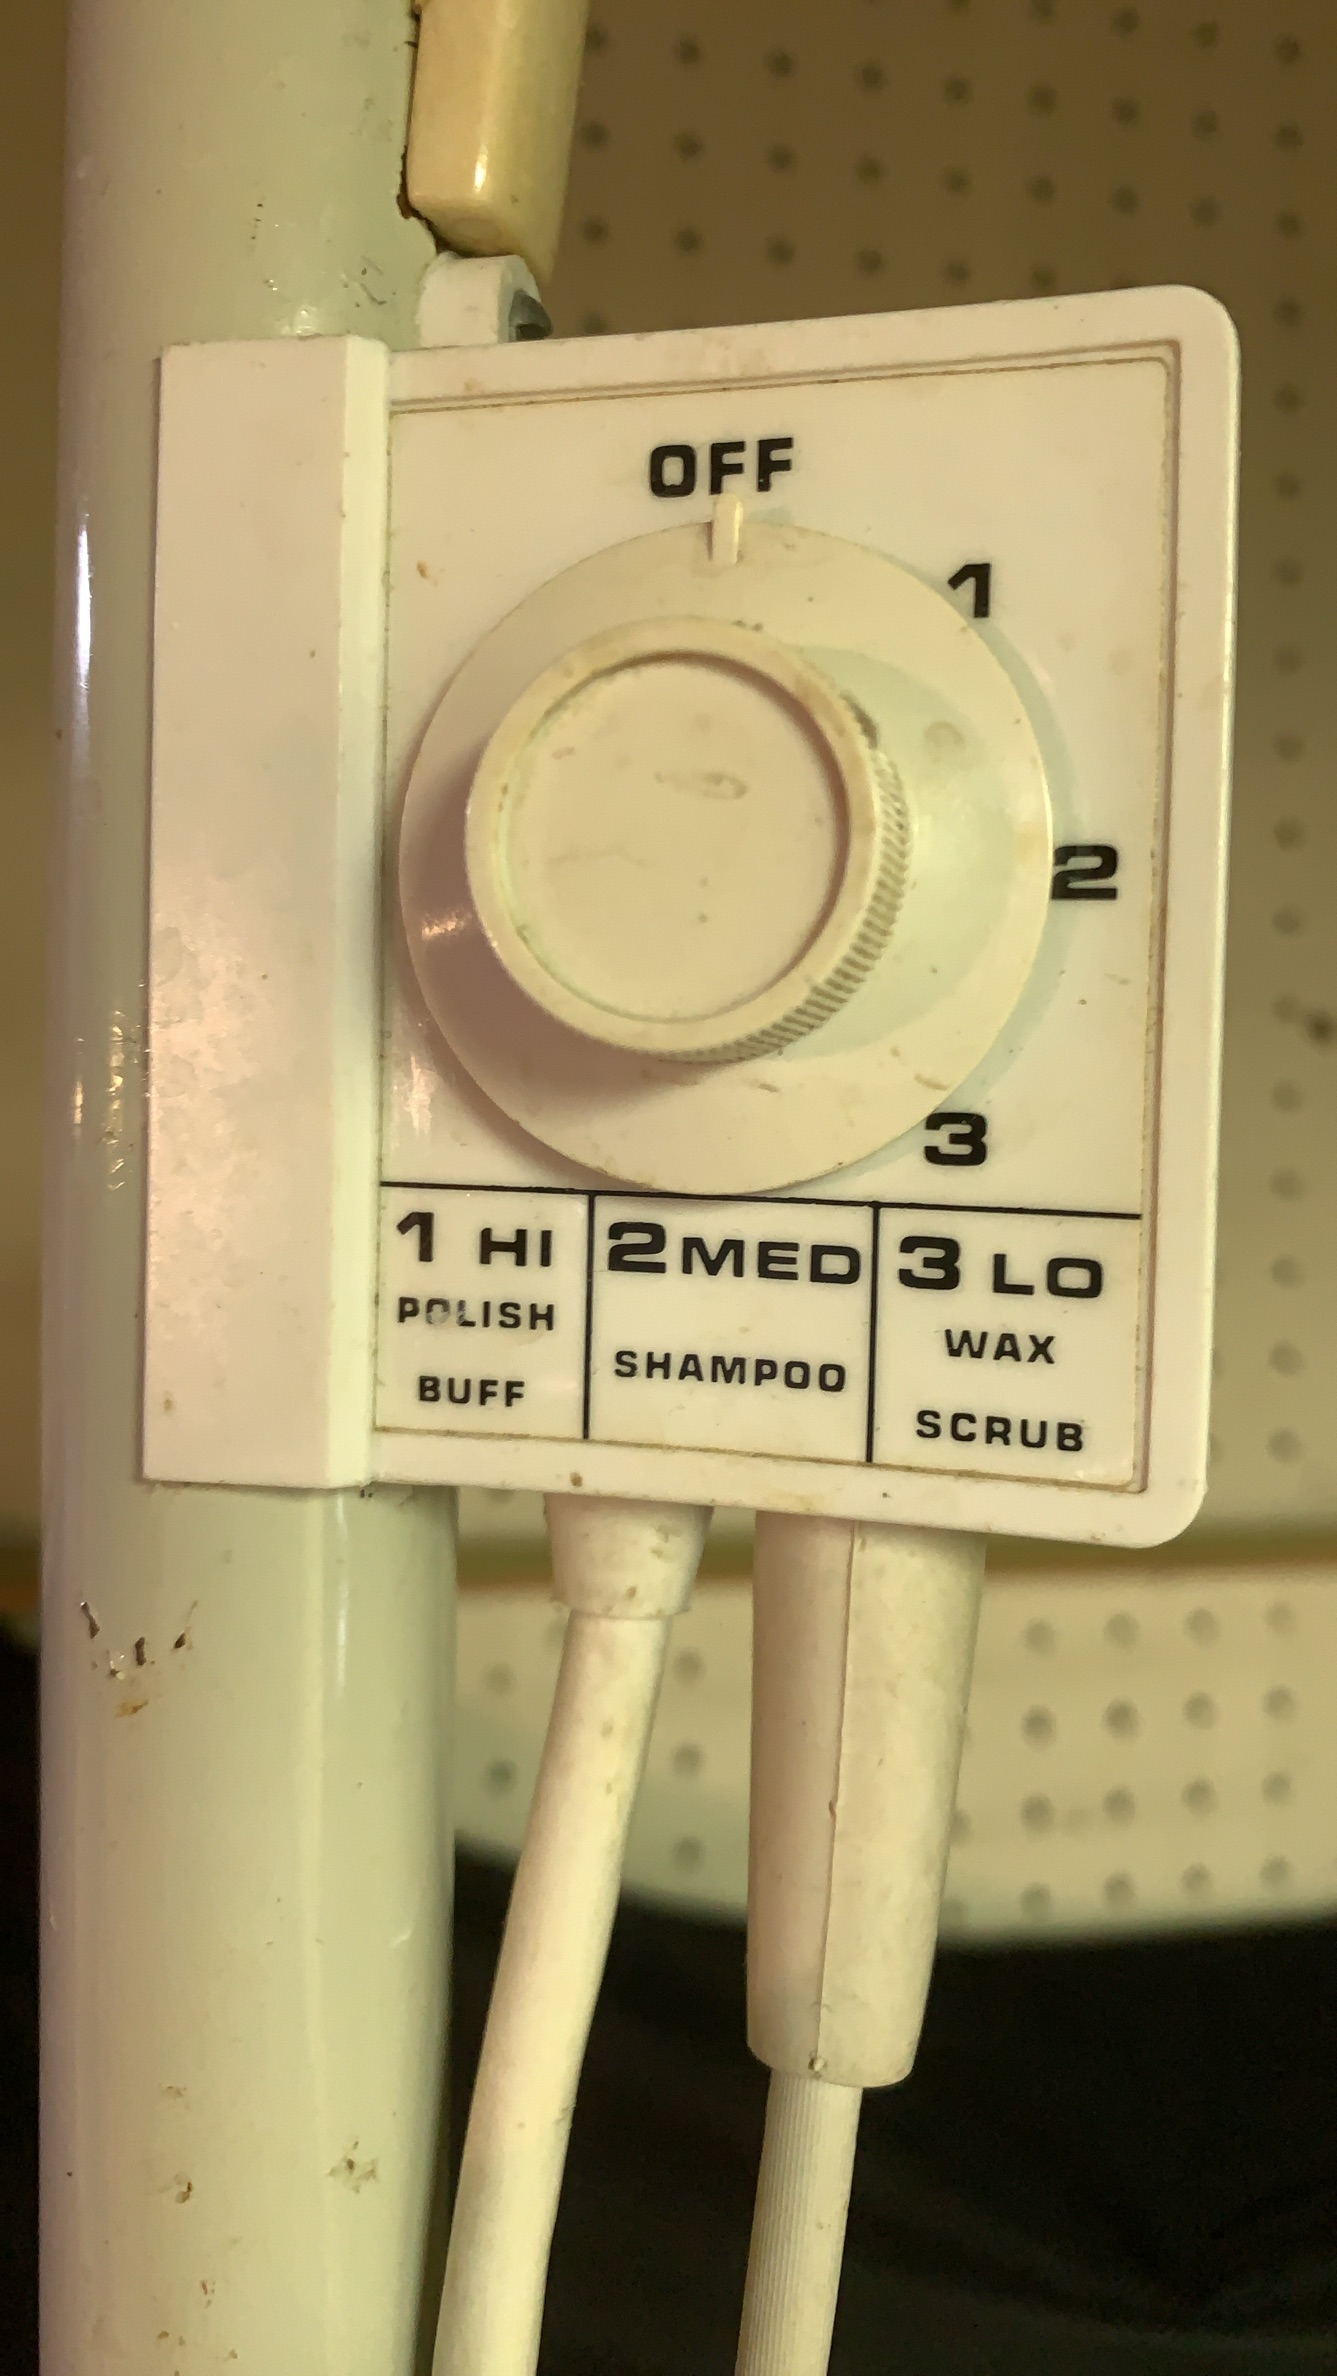 OFF
1
2
3
1 HI
POLISH
BUFF
2 MED
SHAMPOO
3 LO
WAX
SCRUB